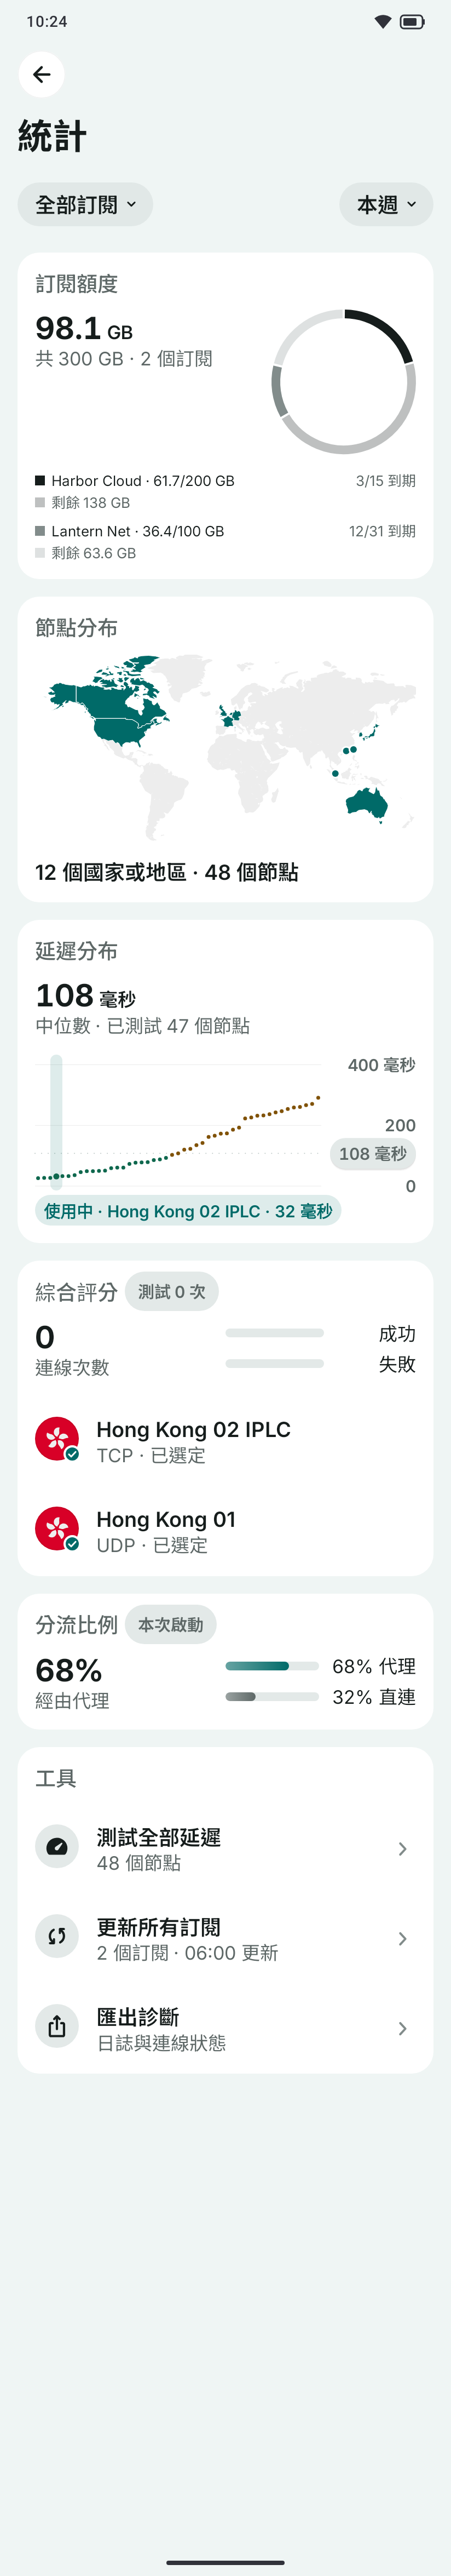 10:24
統計
全部訂閱
本週
訂閱額度
98.1 GB
共 300 GB · 2 個訂閱
Harbor Cloud · 61.7/200 GB
3/15 到期
剩餘 138 GB
Lantern Net · 36.4/100 GB
12/31 到期
剩餘 63.6 GB
節點分布
12 個國家或地區 · 48 個節點
延遲分布
108 毫秒
中位數 · 已測試 47 個節點
400 毫秒
200
108 毫秒
0
使用中 · Hong Kong 02 IPLC · 32 毫秒
綜合評分 測試 0 次
0
成功
連線次數
失敗
Hong Kong 02 IPLC
TCP · 已選定
Hong Kong 01
UDP · 已選定
分流比例 本次啟動
68%
68% 代理
經由代理
32% 直連
工具
測試全部延遲
48 個節點
更新所有訂閱
2 個訂閱 · 06:00 更新
匯出診斷
日誌與連線狀態